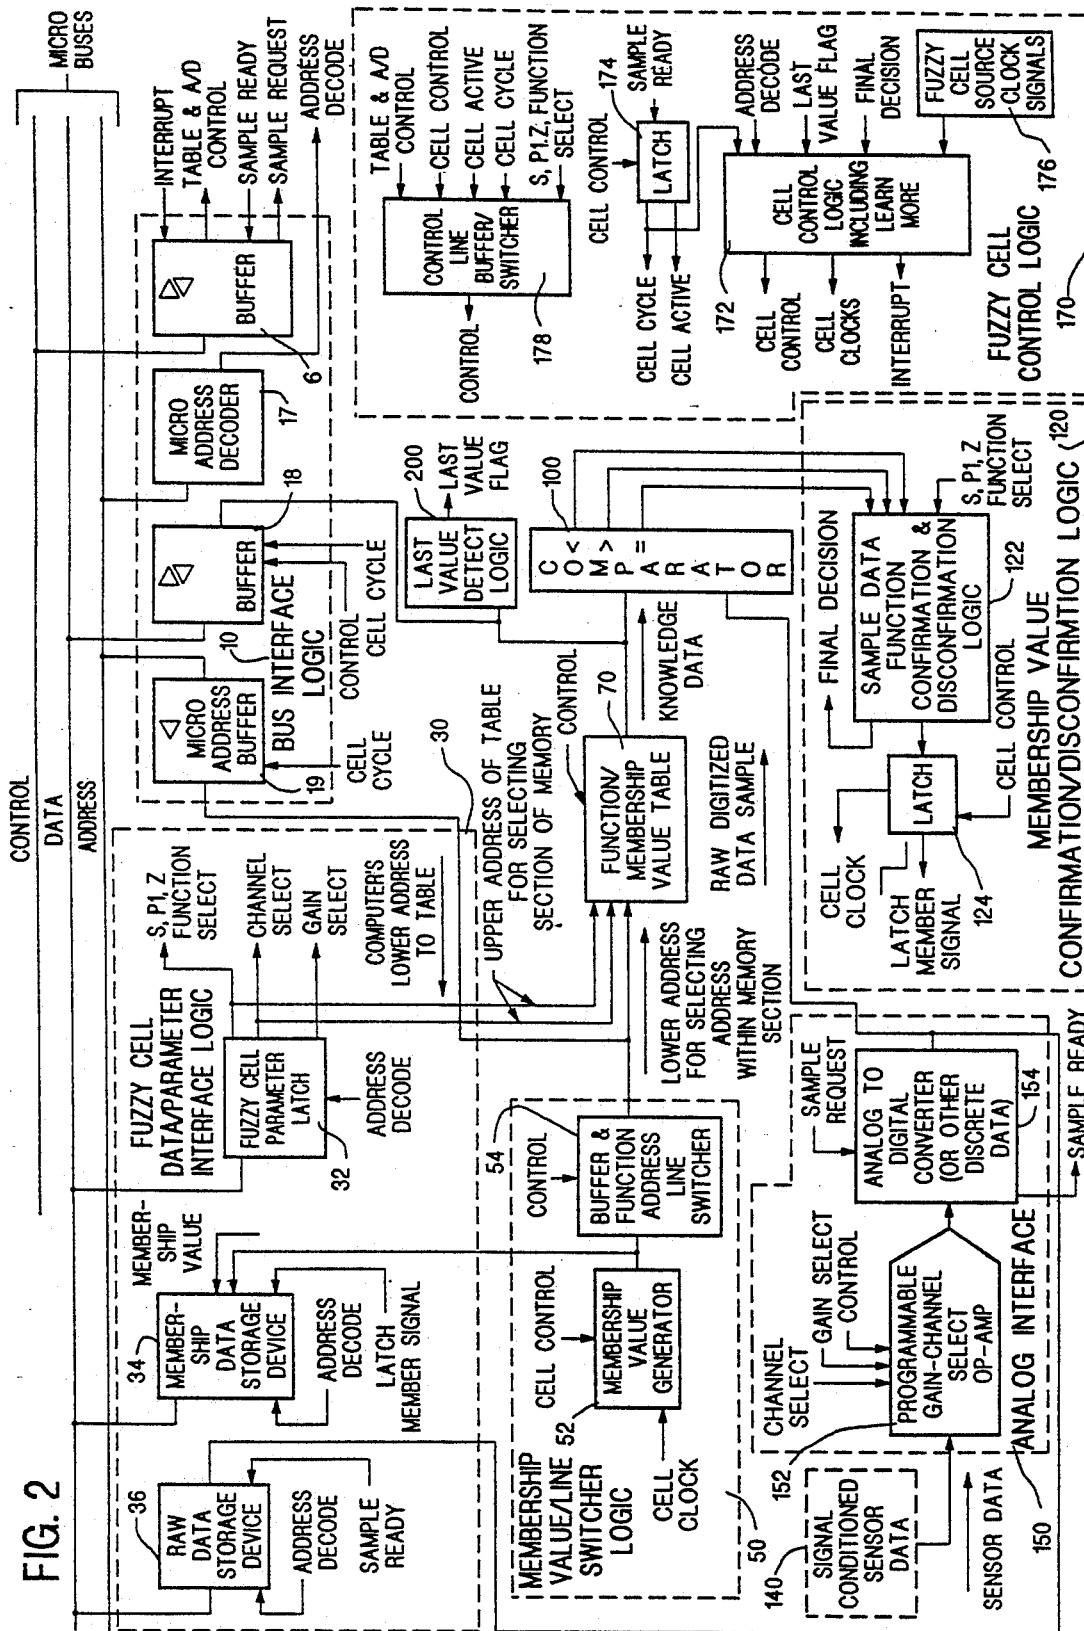 FIG. 2
CONTROL
DATA
ADDRESS
MICRO
BUSES
36
RAW
DATA
STORAGE
DEVICE
ADDRESS
DECODE
SAMPLE
READY
34
MEMBER-
SHIP
DATA
STORAGE
DEVICE
MEMBER-
SHIP
VALUE
ADDRESS
DECODE
LATCH
MEMBER SIGNAL
FUZZY CELL
DATA/PARAMETER
INTERFACE LOGIC
FUZZY CELL
PARAMETER
LATCH
32
ADDRESS
DECODE
S, P1, Z
FUNCTION
SELECT
CHANNEL
SELECT
GAIN
SELECT
COMPUTER'S
LOWER ADDRESS
TO TABLE
30
UPPER ADDRESS OF TABLE
FOR SELECTING
SECTION OF MEMORY
MICRO
ADDRESS
BUFFER
19
CELL
CYCLE
BUS INTERFACE
LOGIC
10
BUFFER
18
CONTROL
CELL CYCLE
MICRO
ADDRESS
DECODER
17
BUFFER
6
INTERRUPT
TABLE & A/D
CONTROL
SAMPLE READY
SAMPLE REQUEST
ADDRESS
DECODE
MEMBERSHIP
VALUE/LINE
SWITCHER
LOGIC
50
52
CELL CONTROL
MEMBERSHIP
VALUE
GENERATOR
CELL
CLOCK
54
CONTROL
BUFFER &
FUNCTION
ADDRESS
LINE
SWITCHER
LOWER ADDRESS
FOR SELECTING
ADDRESS
WITHIN MEMORY
SECTION
CONTROL
70
FUNCTION/
MEMBERSHIP
VALUE TABLE
KNOWLEDGE
DATA
RAW DIGITIZED
DATA SAMPLE
200
LAST
VALUE
DETECT
LOGIC
LAST
VALUE
FLAG
100
C
O <
M >
P =
A
R
A
T
O
R
140
SIGNAL
CONDITIONED
SENSOR
DATA
SENSOR DATA
CHANNEL
SELECT
GAIN SELECT
CONTROL
152
PROGRAMMABLE
GAIN-CHANNEL
SELECT
OP-AMP
ANALOG INTERFACE
150
SAMPLE
REQUEST
ANALOG TO
DIGITAL
CONVERTER
(OR OTHER
DISCRETE
DATA)
154
SAMPLE READY
FINAL DECISION
SAMPLE DATA
FUNCTION
CONFIRMATION &
DISCONFIRMATION
LOGIC
122
S, P1, Z
FUNCTION
SELECT
CELL
CLOCK
LATCH
124
LATCH
MEMBER
SIGNAL
CELL CONTROL
MEMBERSHIP VALUE
CONFIRMATION/DISCONFIRMTION LOGIC
120
TABLE & A/D
CONTROL
CELL CONTROL
CELL ACTIVE
CELL CYCLE
S, P1.Z, FUNCTION
SELECT
CONTROL
LINE
BUFFER/
SWITCHER
178
CONTROL
CELL CONTROL
174
LATCH
SAMPLE
READY
CELL CYCLE
CELL ACTIVE
172
CELL
CONTROL
LOGIC
INCLUDING
LEARN
MORE
ADDRESS
DECODE
LAST
VALUE FLAG
FINAL
DECISION
FUZZY
CELL
SOURCE
CLOCK
SIGNALS
176
CELL
CONTROL
CELL
CLOCKS
INTERRUPT
FUZZY CELL
CONTROL LOGIC
170